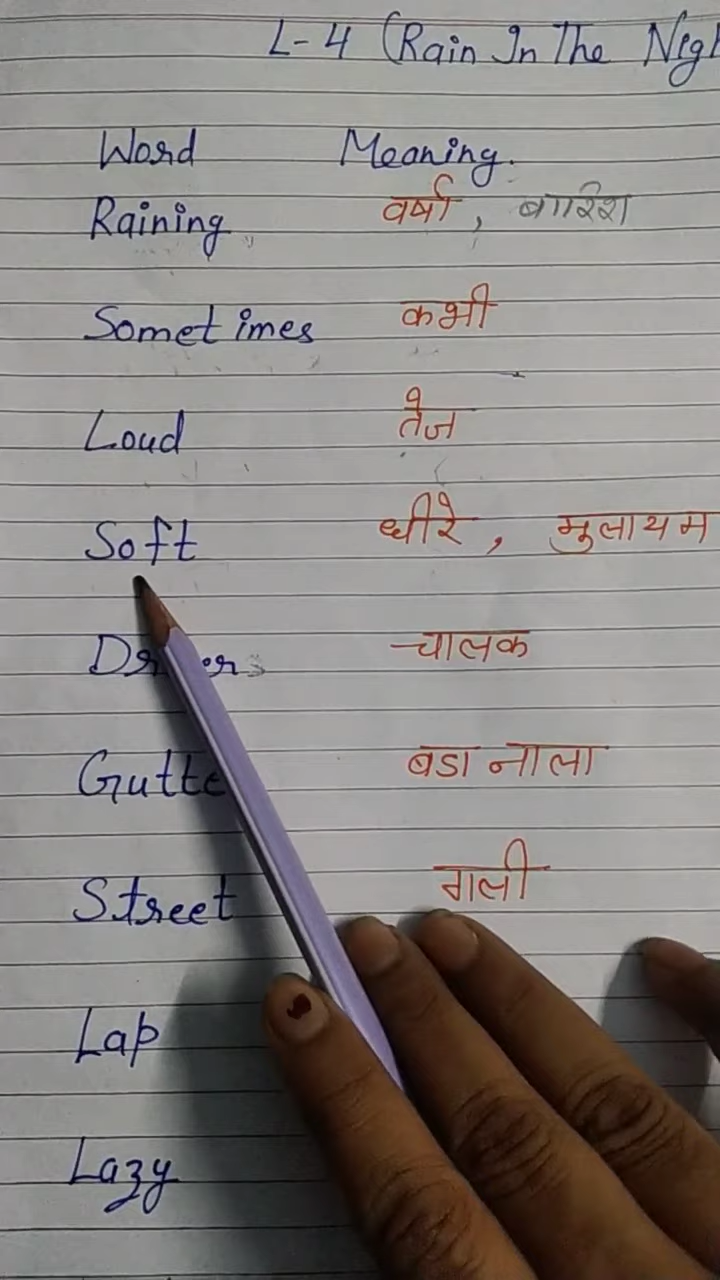 L-4 (Rain In The
Word Meaning.
Raining वर्षा, बारिश
Sometimes कभी
Loud तेज
Soft धीरे, मुलायम
चालक
बडा नाला
Street गली
Lap
Lazy